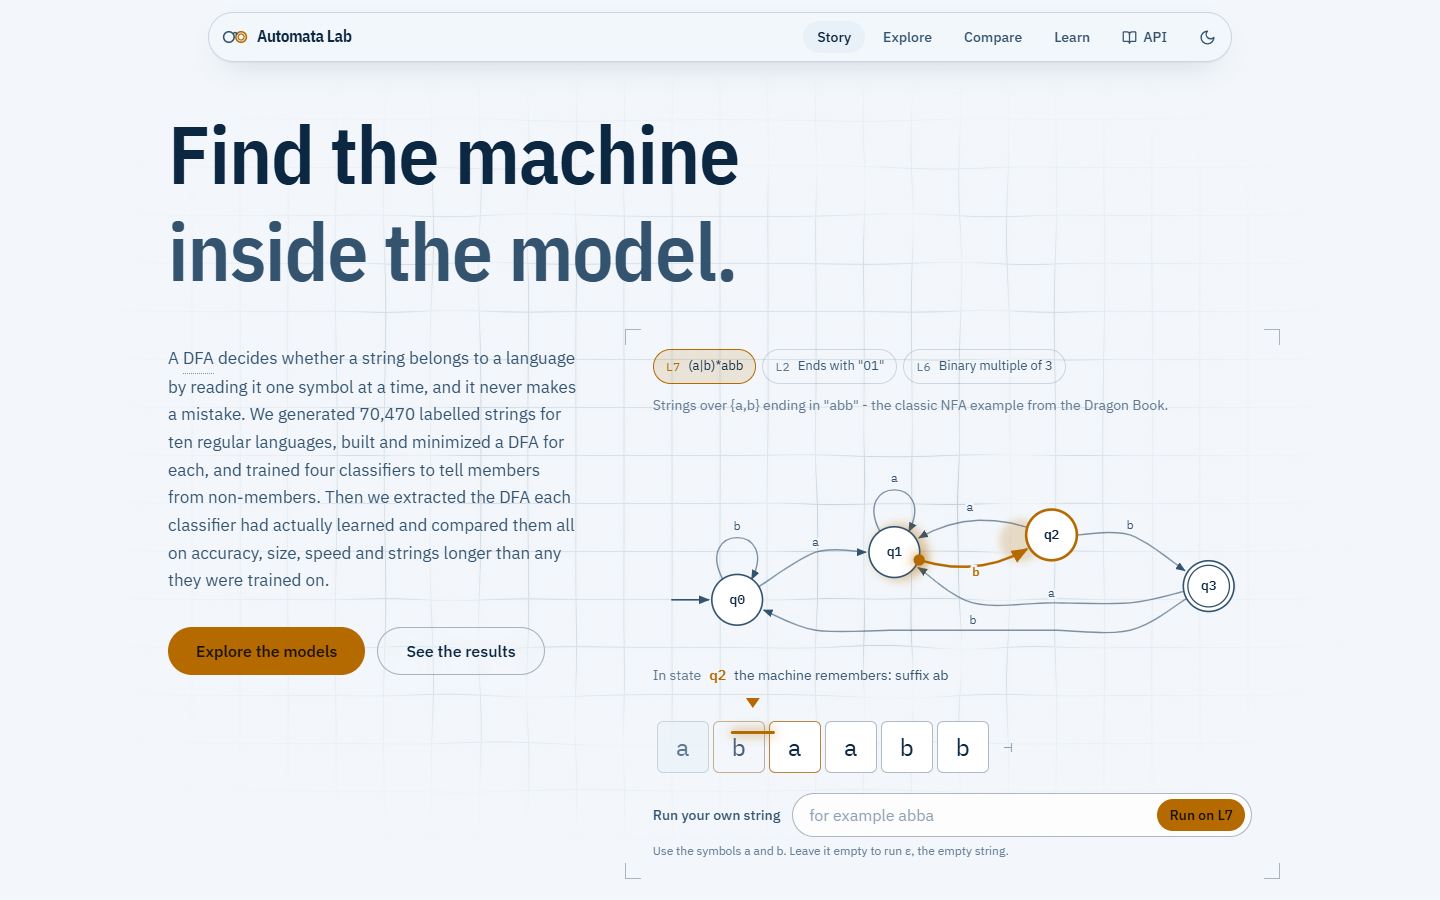 Automata Lab
Story
Explore
Compare
Learn
API
Find the machine
inside the model.
A DFA decides whether a string belongs to a language
by reading it one symbol at a time, and it never makes
a mistake. We generated 70,470 labelled strings for
ten regular languages, built and minimized a DFA for
each, and trained four classifiers to tell members
from non-members. Then we extracted the DFA each
classifier had actually learned and compared them all
on accuracy, size, speed and strings longer than any
they were trained on.
Explore the models
See the results
L7 (a|b)*abb
L2 Ends with "01"
L6 Binary multiple of 3
Strings over {a,b} ending in "abb" - the classic NFA example from the Dragon Book.
a
a
b
b
a
q2
q1
b
a
q3
q0
b
In state q2 the machine remembers: suffix ab
a b a a b b ⊣
Run your own string
for example abba
Run on L7
Use the symbols a and b. Leave it empty to run ε, the empty string.